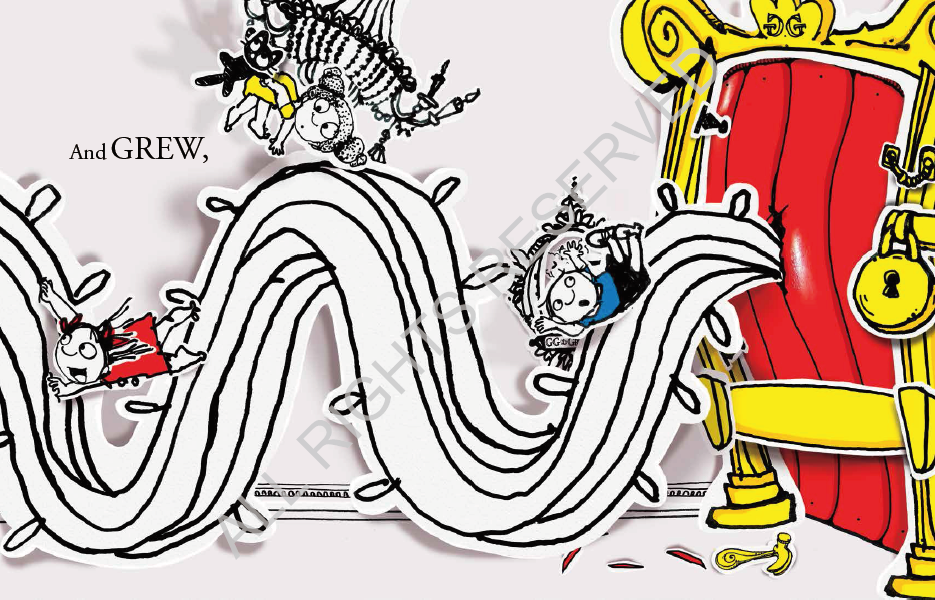 And GREW,
GG
ALL RIGHTS RESERVED